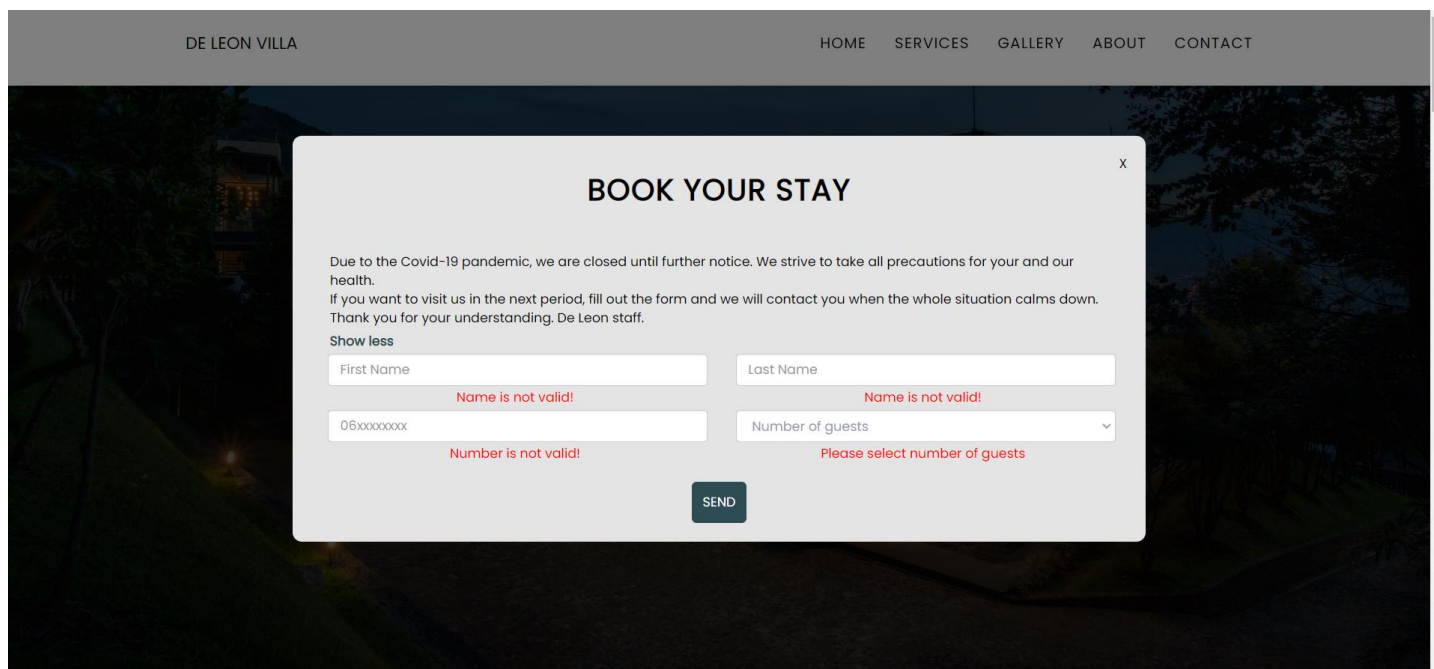 DE LEON VILLA HOME SERVICES GALLERY ABOUT CONTACT
X
BOOK YOUR STAY
Due to the Covid-19 pandemic, we are closed until further notice. We strive to take all precautions for your and our
health.
If you want to visit us in the next period, fill out the form and we will contact you when the whole situation calms down.
Thank you for your understanding. De Leon staff.
Show less
First Name Last Name
Name is not valid! Name is not valid!
06xxxxxxxx Number of guests
Number is not valid! Please select number of guests
SEND